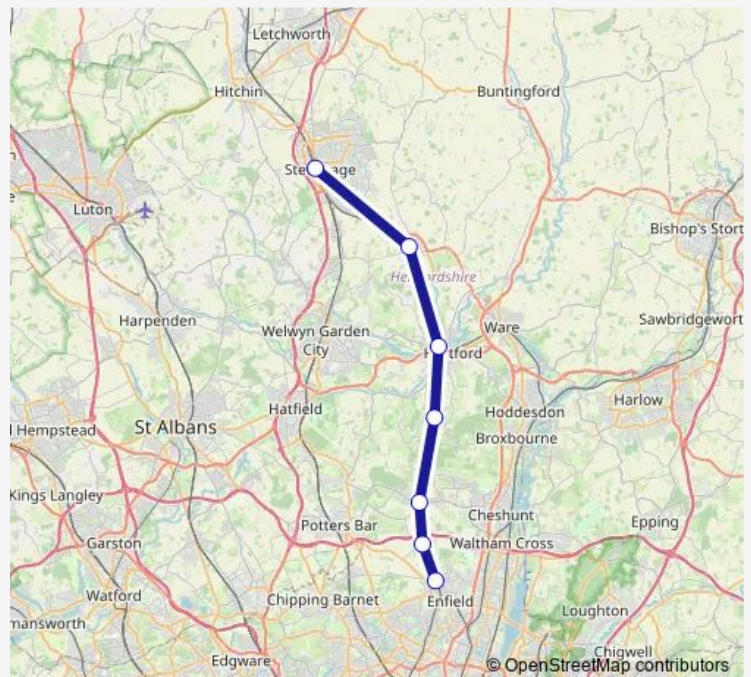 Letchworth
Hitchin
Buntingford
Luton
Bishop's Stort
Harpenden
Welwyn Garden
City
Ware
Sawbridgewort
Hatfield
Hoddesdon
Harlow
Hempstead
St Albans
Broxbourne
Kings Langley
Potters Bar
Cheshunt
Epping
Garston
Waltham Cross
Watford
Chipping Barnet
Enfield
Loughton
mansworth
Edgware
Chigwell
© OpenStreetMap contributors